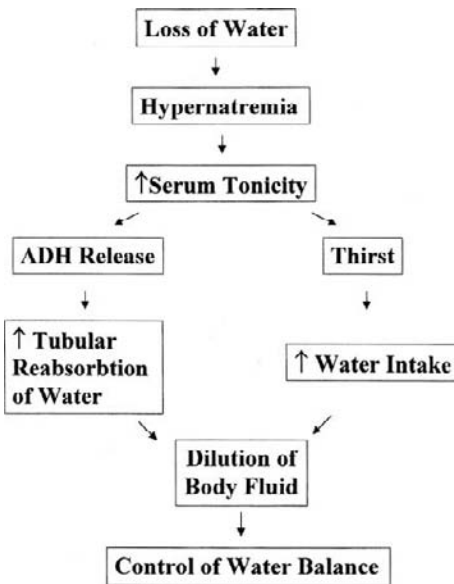 Loss of Water
Hypernatremia
↑Serum Tonicity
ADH Release
Thirst
↑ Tubular
Reabsorbtion
of Water
↑ Water Intake
Dilution of
Body Fluid
Control of Water Balance